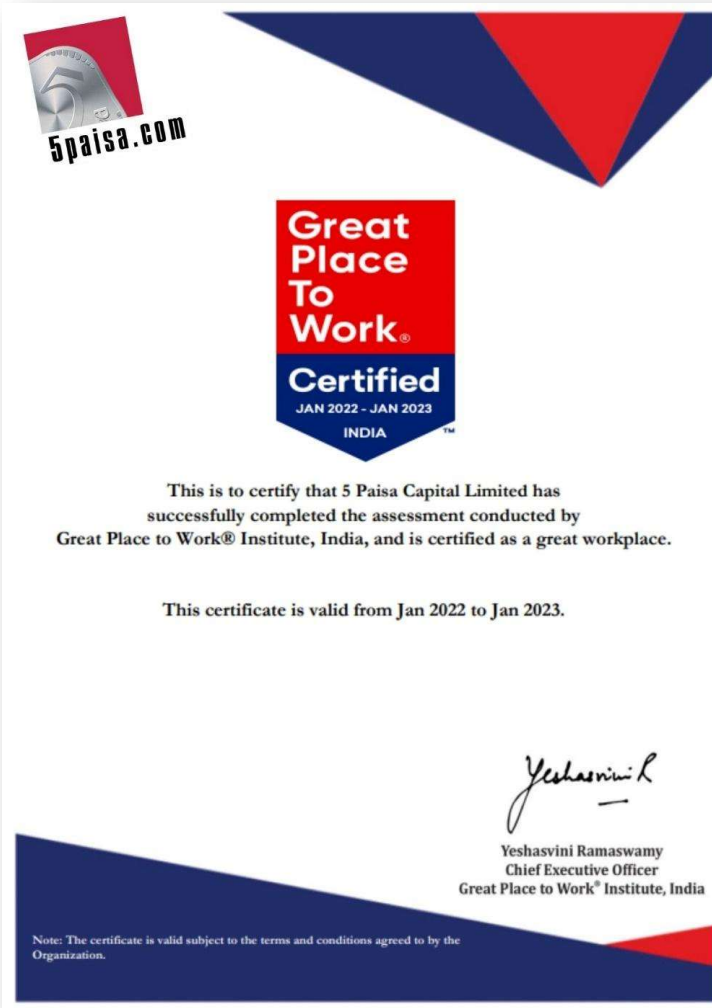 5paisa.com
Great
Place
To
Work®
Certified
JAN 2022 - JAN 2023
INDIA
™
This is to certify that 5 Paisa Capital Limited has
successfully completed the assessment conducted by
Great Place to Work® Institute, India, and is certified as a great workplace.
This certificate is valid from Jan 2022 to Jan 2023.
Yeshasvini R
Yeshasvini Ramaswamy
Chief Executive Officer
Great Place to Work® Institute, India
Note: The certificate is valid subject to the terms and conditions agreed to by the
Organization.